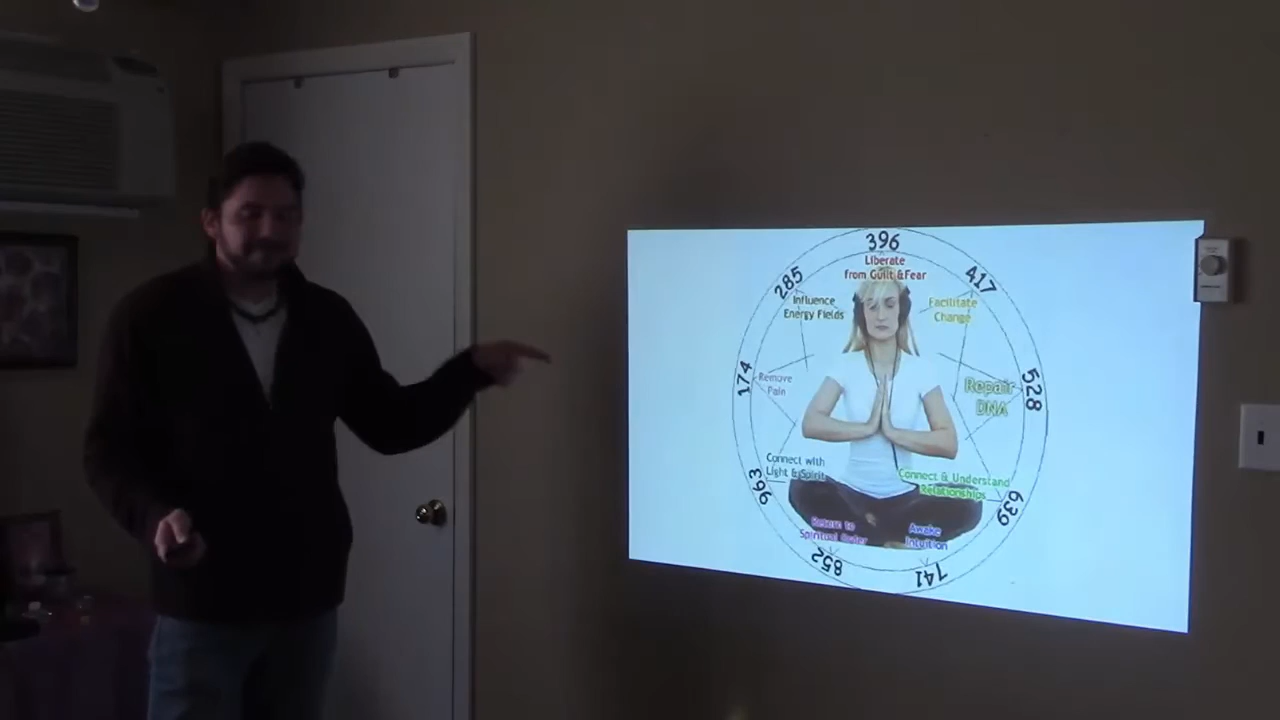 396
Liberate
from Guilt & Fear
285
Influence
Energy Fields
417
Facilitate
Change
174
Remove
Pain
528
Repair
DNA
963
Connect with
Light & Spirit
639
Connect & Understand
Relationships
852
Return to
Spiritual Order
741
Awake
Intuition